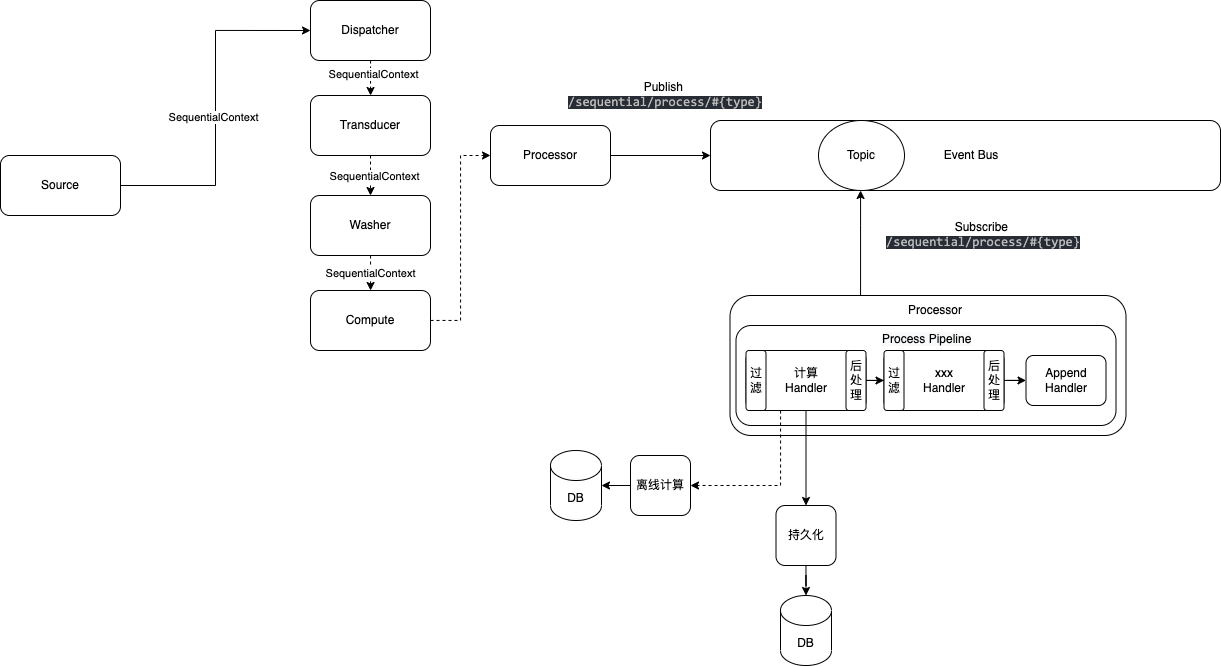 Dispatcher
SequentialContext
Transducer
SequentialContext
Washer
SequentialContext
Compute
SequentialContext
Source
Publish
/sequential/process/#{type}
Processor
Topic
Event Bus
Subscribe
/sequential/process/#{type}
Processor
Process Pipeline
过
滤
计算
Handler
后
处
理
过
滤
xxx
Handler
后
处
理
Append
Handler
DB
离线计算
持久化
DB